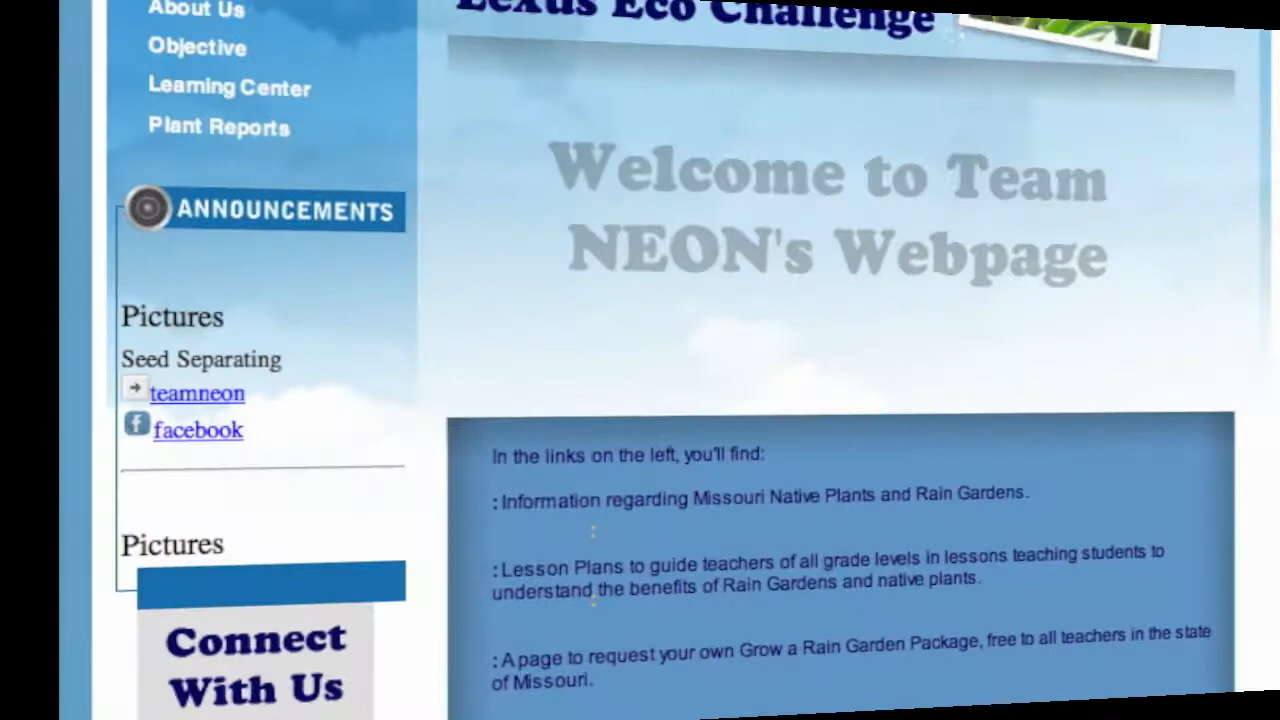 About Us
Objective
Learning Center
Plant Reports
ANNOUNCEMENTS
Pictures
Seed Separating
teamneon
facebook
Pictures
Connect
With Us
Lexus Eco Challenge
Welcome to Team
NEON's Webpage
In the links on the left, you'll find:
: Information regarding Missouri Native Plants and Rain Gardens.
:
: Lesson Plans to guide teachers of all grade levels in lessons teaching students to
understand the benefits of Rain Gardens and native plants.
:
: A page to request your own Grow a Rain Garden Package, free to all teachers in the state
of Missouri.